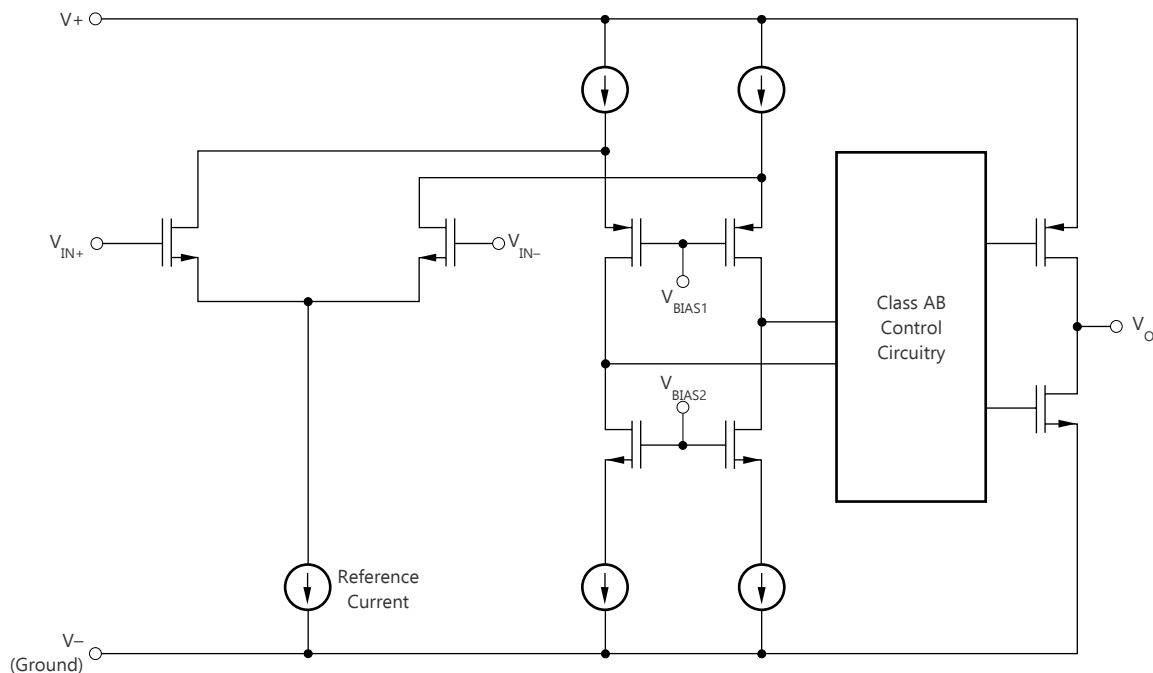 V+
V_IN+
V_IN−
V_BIAS1
V_BIAS2
Class AB
Control
Circuitry
V_O
Reference
Current
V−
(Ground)